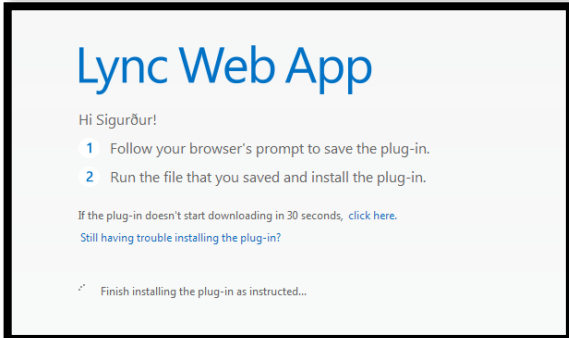 Lync Web App
Hi Sigurður!
1 Follow your browser's prompt to save the plug-in.
2 Run the file that you saved and install the plug-in.
If the plug-in doesn't start downloading in 30 seconds, click here.
Still having trouble installing the plug-in?
Finish installing the plug-in as instructed...